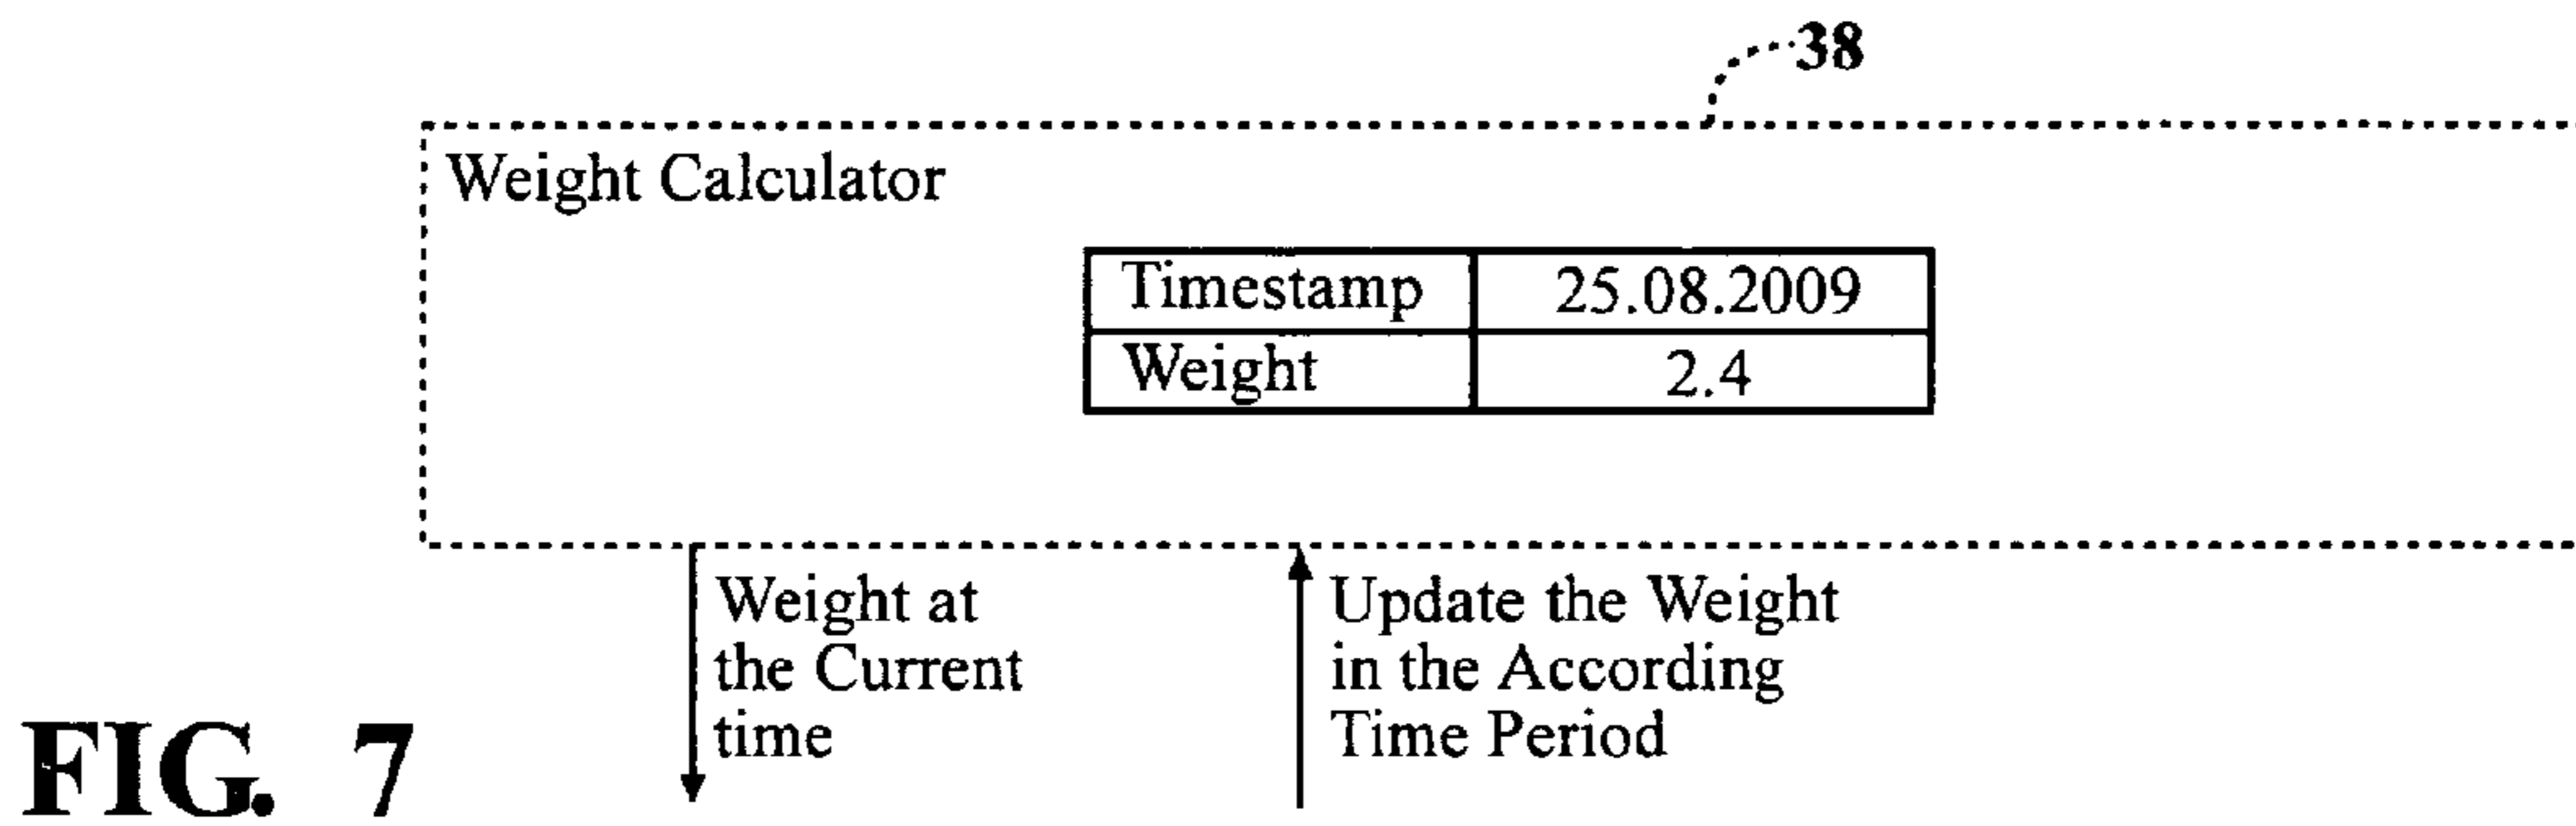 38
Weight Calculator
Timestamp 25.08.2009
Weight 2.4
Weight at
the Current
time
Update the Weight
in the According
Time Period
FIG. 7